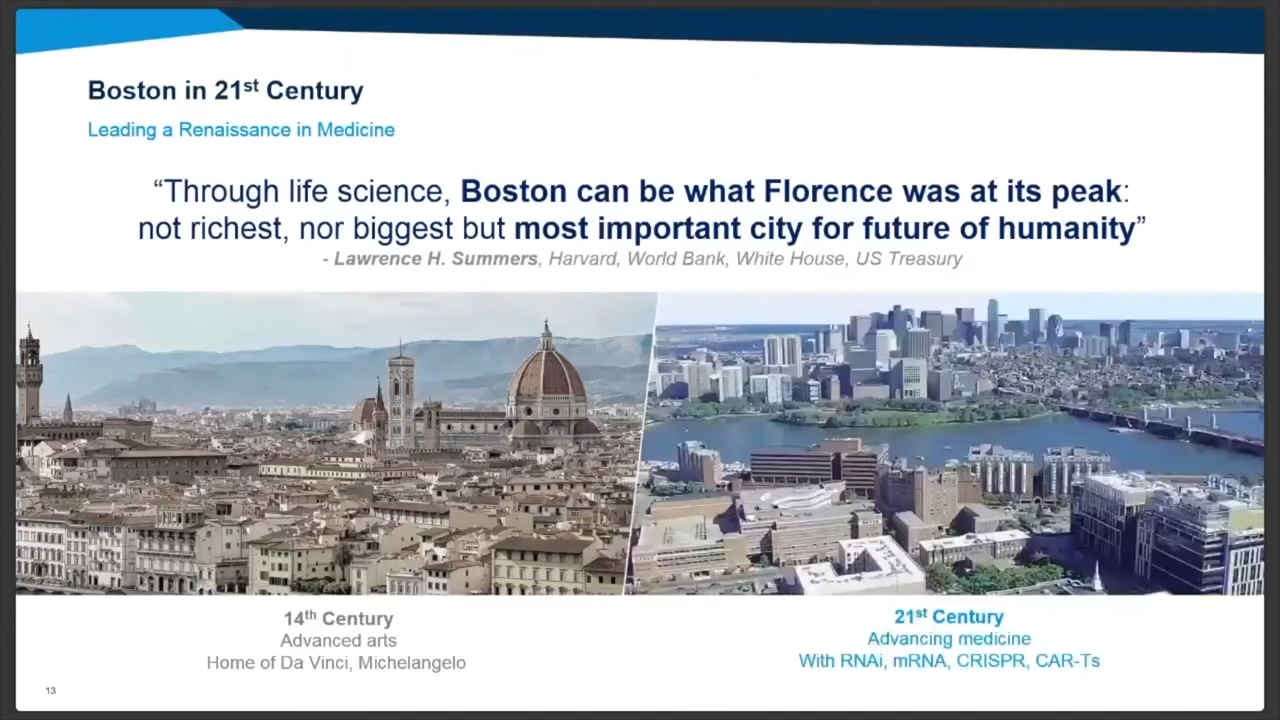 Boston in 21st Century
Leading a Renaissance in Medicine
“Through life science, Boston can be what Florence was at its peak:
not richest, nor biggest but most important city for future of humanity”
- Lawrence H. Summers, Harvard, World Bank, White House, US Treasury
14th Century
Advanced arts
Home of Da Vinci, Michelangelo
21st Century
Advancing medicine
With RNAi, mRNA, CRISPR, CAR-Ts
13